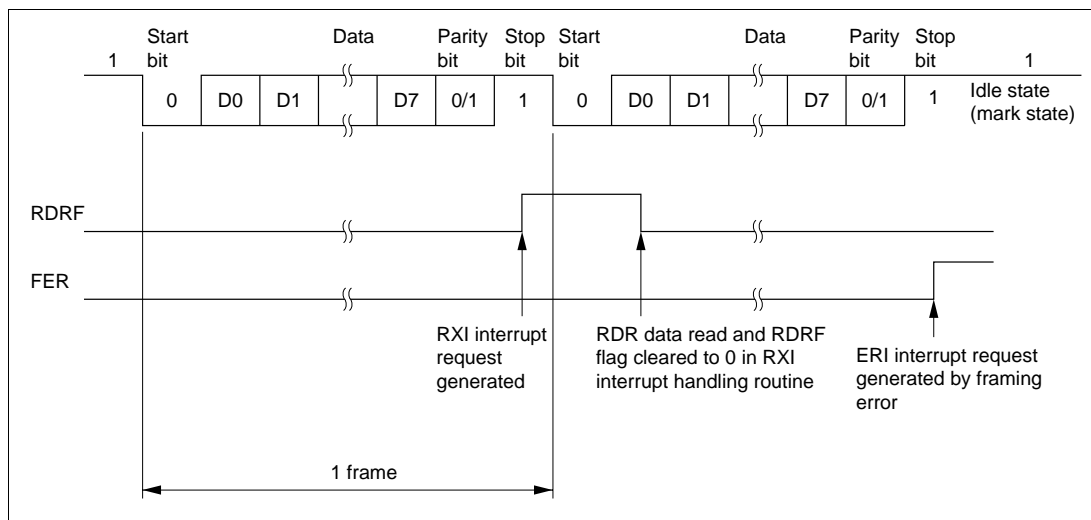 Start
bit
Data
Parity
bit
Stop
bit
Start
bit
Data
Parity
bit
Stop
bit
1
1
0
D0
D1
D7
0/1
1
0
D0
D1
D7
0/1
1
Idle state
(mark state)
RDRF
FER
RXI interrupt
request
generated
RDR data read and RDRF
flag cleared to 0 in RXI
interrupt handling routine
ERI interrupt request
generated by framing
error
1 frame